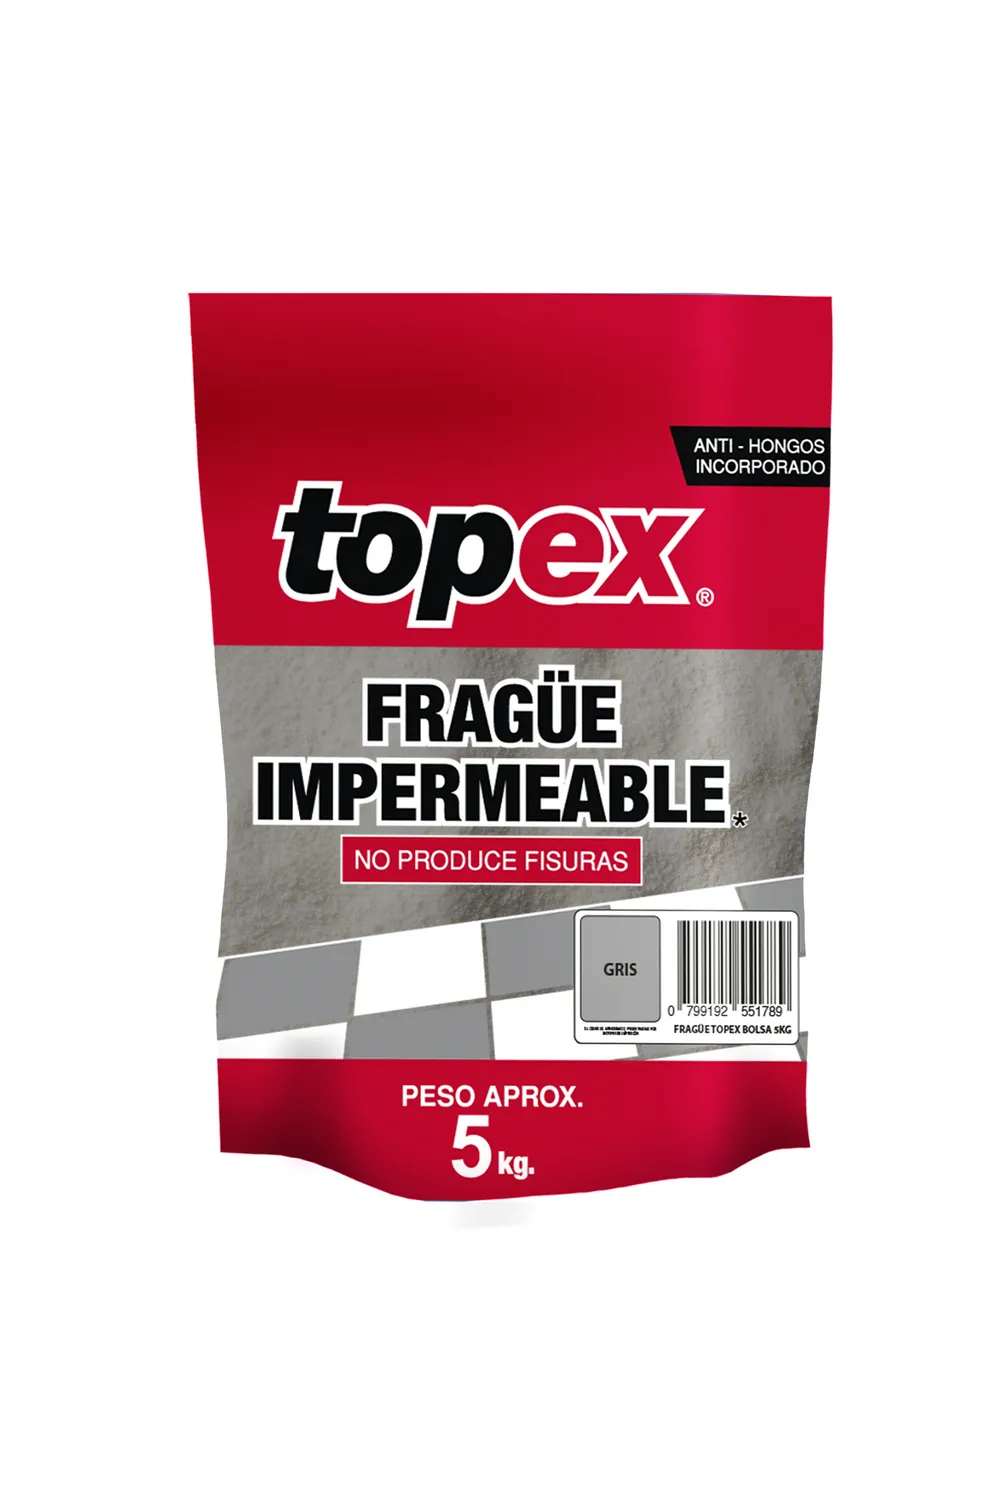 ANTI - HONGOS
INCORPORADO
topex®
FRAGÜE
IMPERMEABLE*
NO PRODUCE FISURAS
GRIS
0 799192 551789
FRAGÜE TOPEX BOLSA 5KG
PESO APROX.
5 kg.